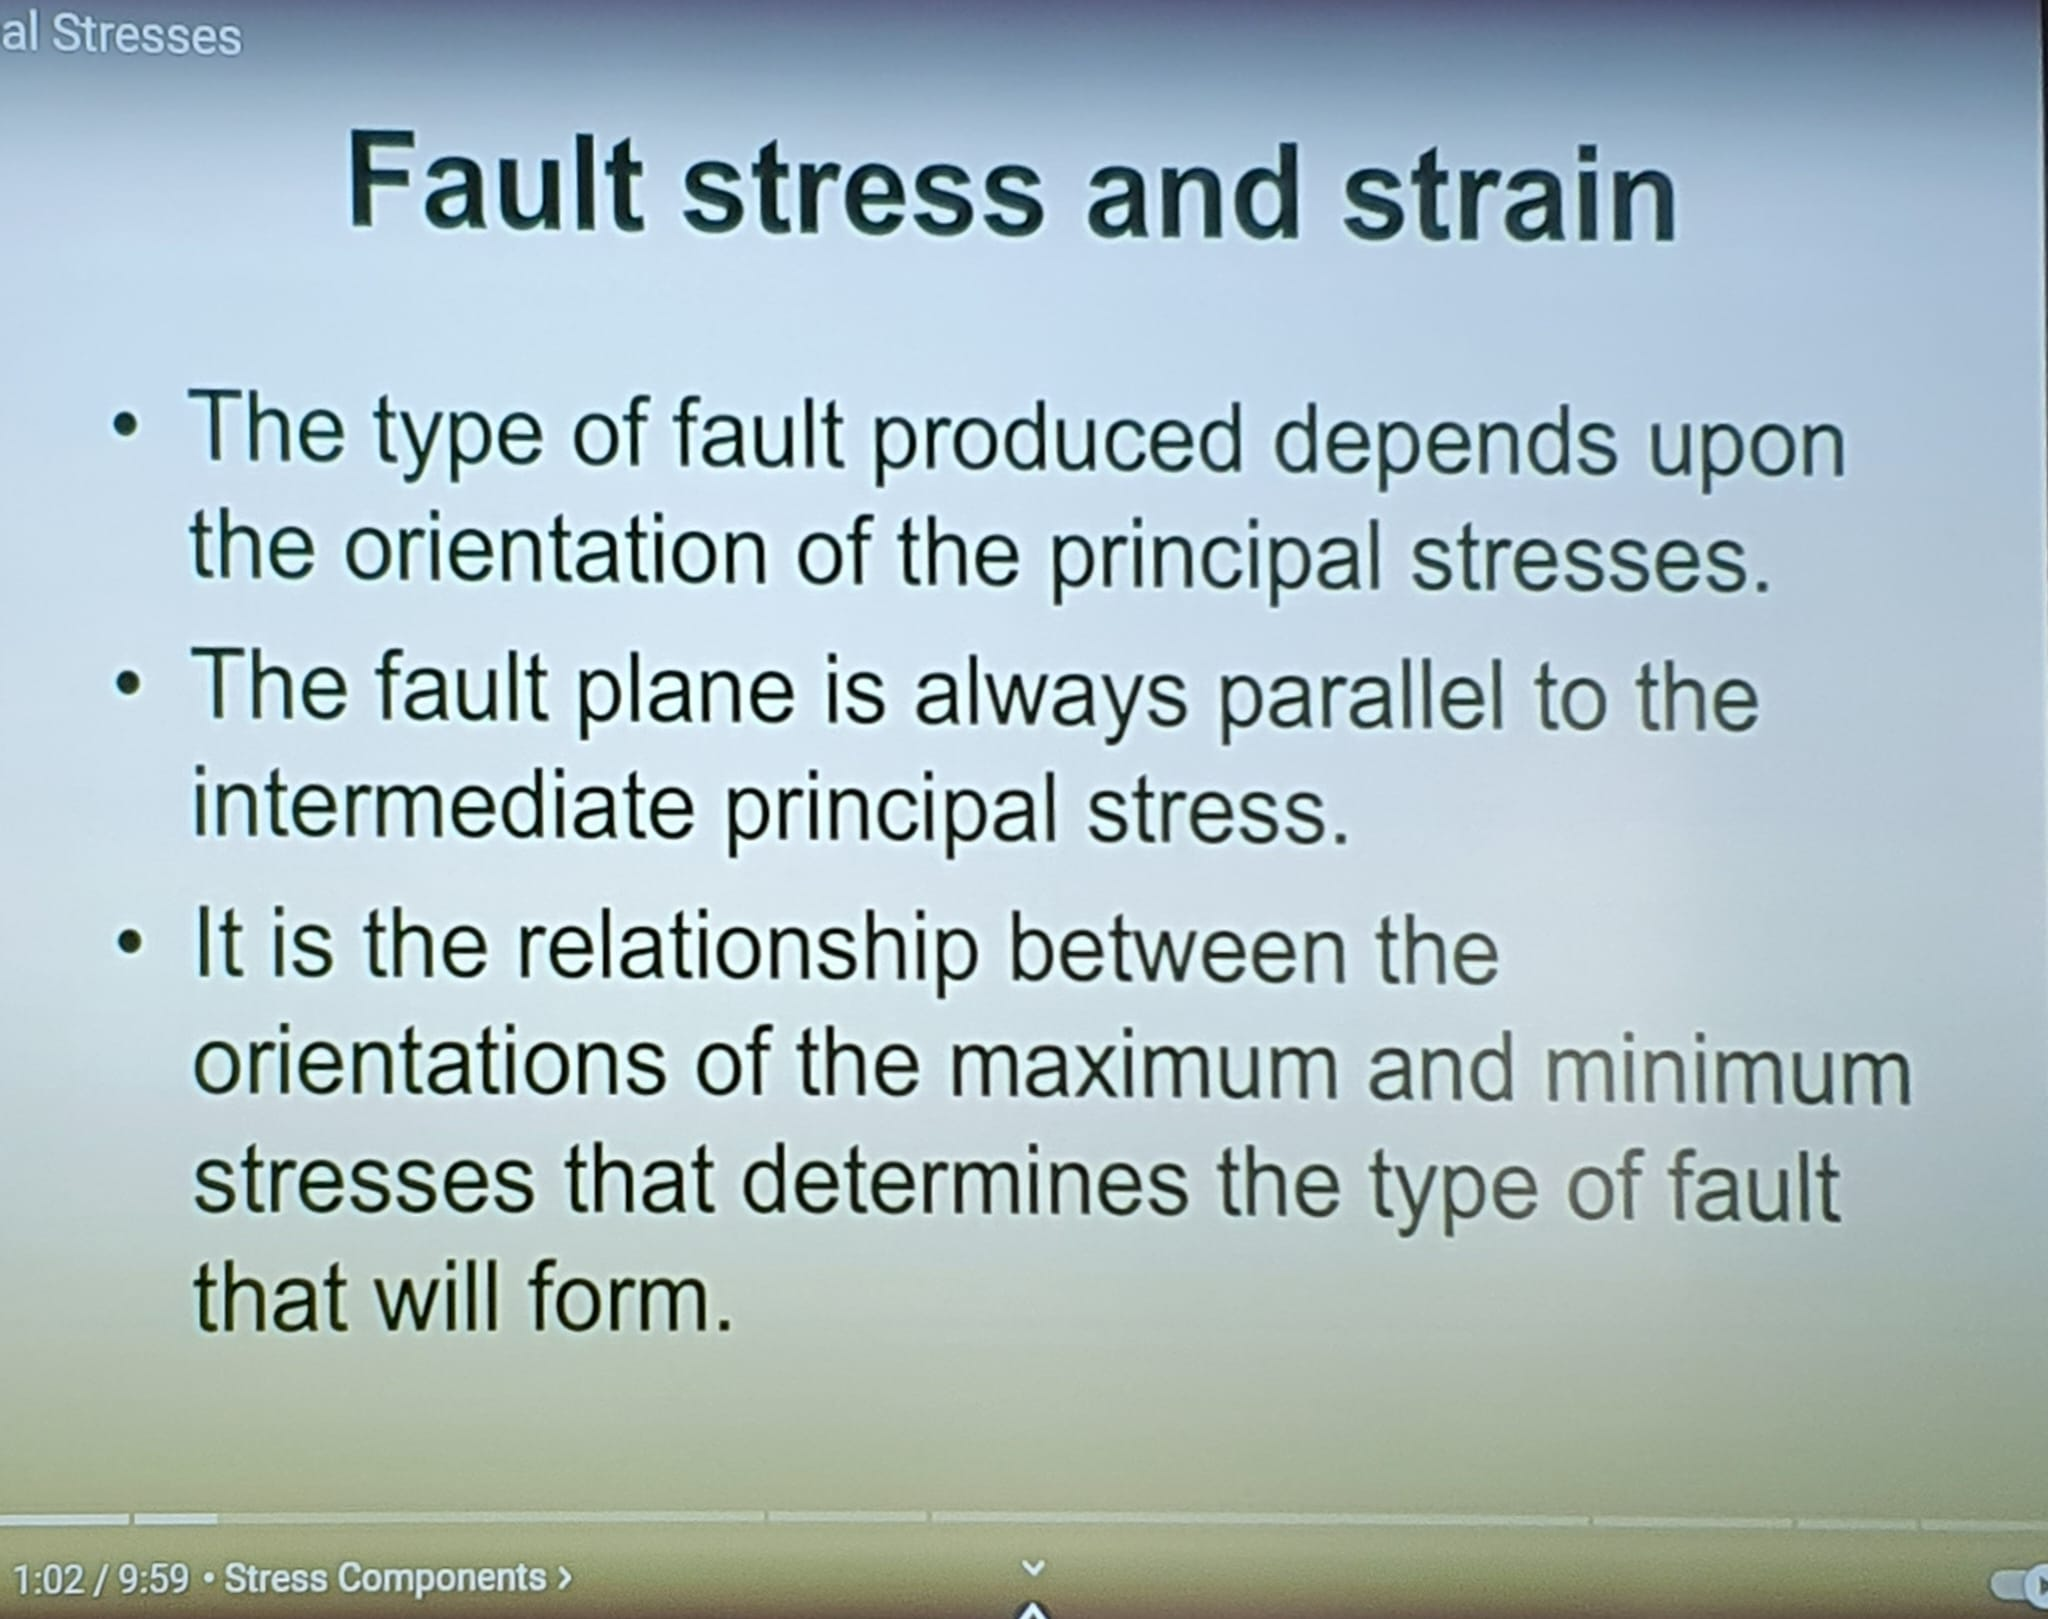 al Stresses
Fault stress and strain
• The type of fault produced depends upon
the orientation of the principal stresses.
• The fault plane is always parallel to the
intermediate principal stress.
• It is the relationship between the
orientations of the maximum and minimum
stresses that determines the type of fault
that will form.
1:02 / 9:59 • Stress Components >